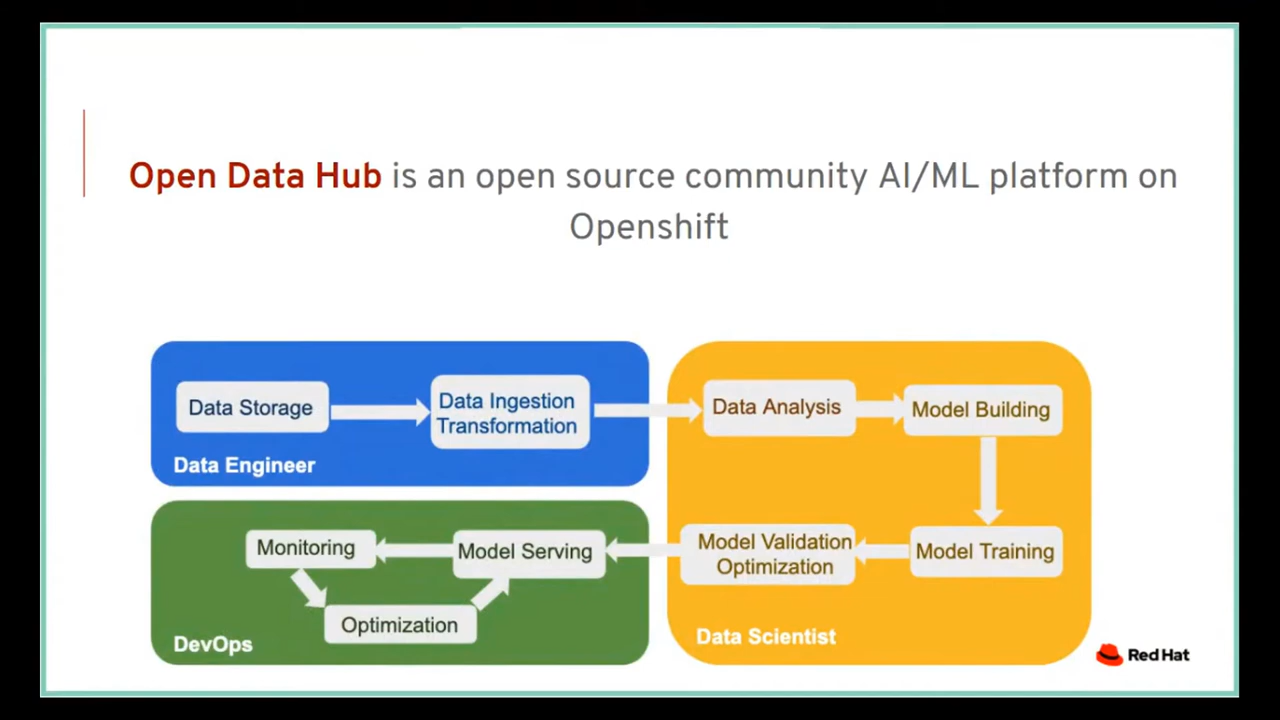 Open Data Hub is an open source community AI/ML platform on
Openshift
Data Storage
Data Ingestion
Transformation
Data Engineer
Data Analysis
Model Building
Model Training
Model Validation
Optimization
Data Scientist
Model Serving
Monitoring
Optimization
DevOps
Red Hat